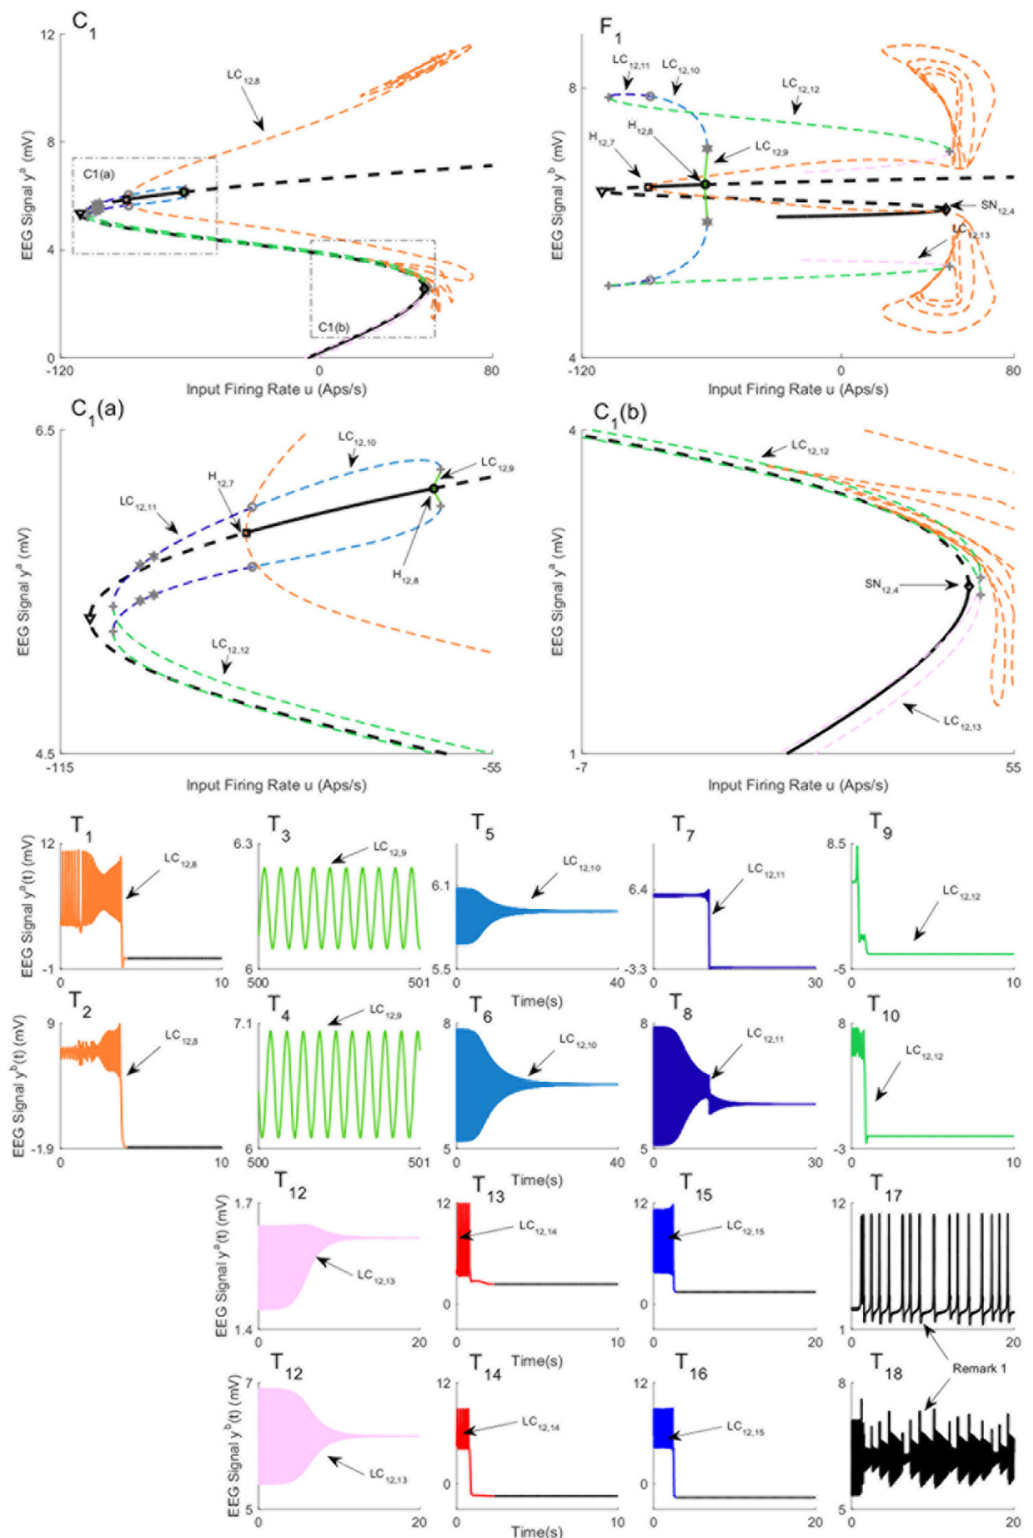 C1
F1
12
8
4
0
-120
80
EEG Signal yᵃ (mV)
Input Firing Rate u (Aps/s)
LC12,8
C1(a)
C1(b)
8
4
-120
0
80
EEG Signal yᵇ (mV)
Input Firing Rate u (Aps/s)
LC12,11
LC12,10
LC12,12
H12,7
H12,8
LC12,9
SN12,4
LC12,13
C1(a)
C1(b)
6.5
4.5
-115
-55
EEG Signal yᵃ (mV)
Input Firing Rate u (Aps/s)
LC12,10
LC12,9
H12,7
LC12,11
H12,8
LC12,12
4
1
-7
55
EEG Signal yᵃ (mV)
Input Firing Rate u (Aps/s)
LC12,12
SN12,4
LC12,13
T1
T3
T5
T7
T9
EEG Signal yᵃ(t) (mV)
12
-1
0
10
LC12,8
6.3
6
500
501
LC12,9
6.1
5.5
0
40
LC12,10
Time(s)
6.4
-3.3
0
30
LC12,11
Time(s)
8.5
-5
0
10
LC12,12
T2
T4
T6
T8
T10
EEG Signal yᵇ(t) (mV)
9
-1.9
0
10
LC12,8
7.1
6
500
501
LC12,9
8
5
0
40
LC12,10
Time(s)
8
5
0
30
LC12,11
Time(s)
8
-3
0
10
LC12,12
T12
T13
T15
T17
EEG Signal yᵃ(t) (mV)
1.7
1.4
0
20
LC12,13
12
0
0
10
LC12,14
Time(s)
12
0
0
20
LC12,15
Time(s)
12
1
0
20
Remark 1
T12
T14
T16
T18
EEG Signal yᵇ(t) (mV)
7
5
0
20
LC12,13
12
0
0
10
LC12,14
Time(s)
12
0
0
20
LC12,15
Time(s)
8
5
0
20